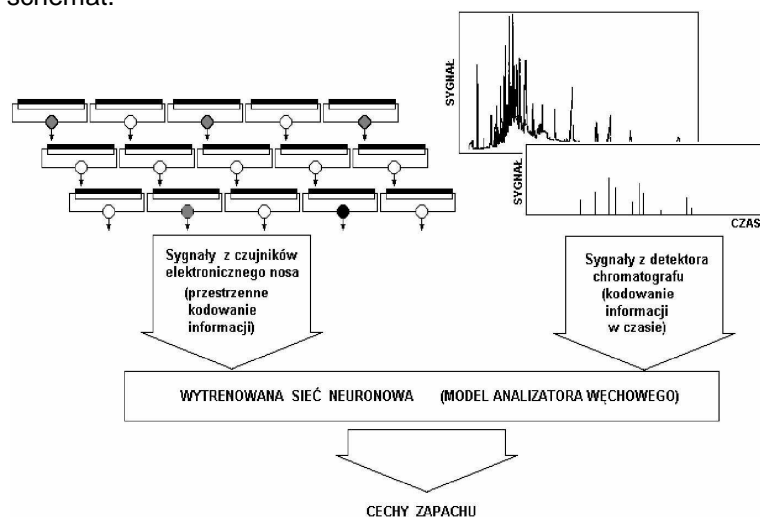 schemat.
SYGNAŁ
SYGNAŁ
CZAS
Sygnały z czujników
elektronicznego nosa
(przestrzenne
kodowanie
informacji)
Sygnały z detektora
chromatografu
(kodowanie
informacji
w czasie)
WYTRENOWANA SIEĆ NEURONOWA (MODEL ANALIZATORA WĘCHOWEGO)
CECHY ZAPACHU